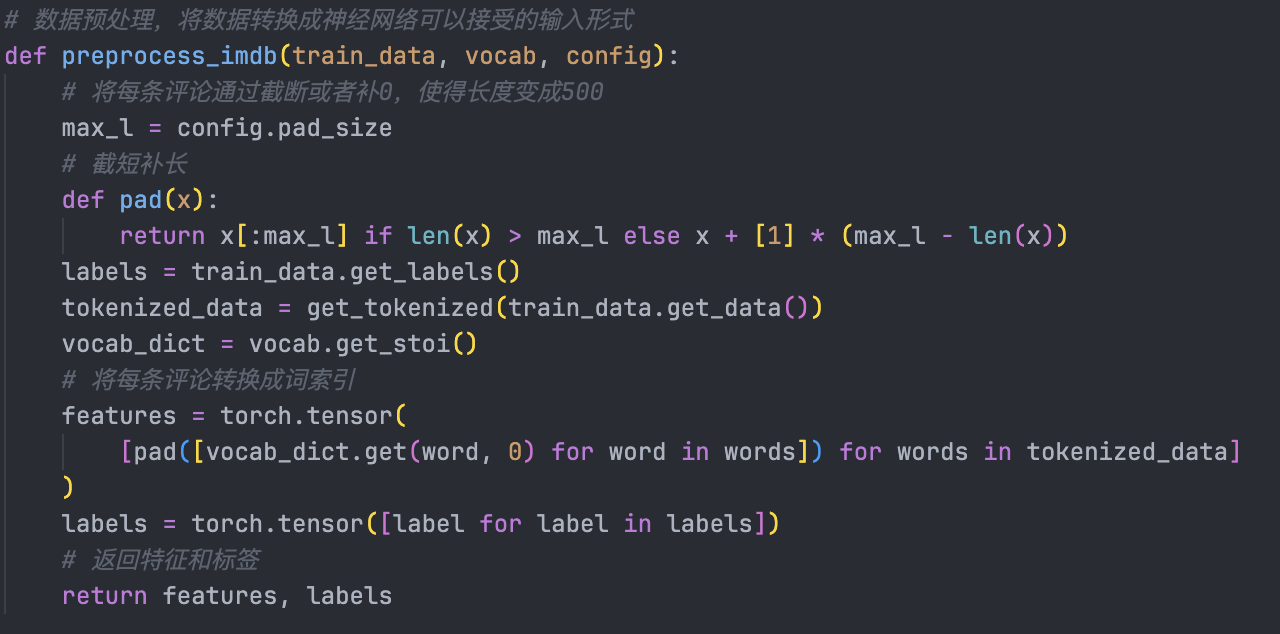 # 数据预处理，将数据转换成神经网络可以接受的输入形式
def preprocess_imdb(train_data, vocab, config):
    # 将每条评论通过截断或者补0，使得长度变成500
    max_l = config.pad_size
    # 截短补长
    def pad(x):
        return x[:max_l] if len(x) > max_l else x + [1] * (max_l - len(x))
    labels = train_data.get_labels()
    tokenized_data = get_tokenized(train_data.get_data())
    vocab_dict = vocab.get_stoi()
    # 将每条评论转换成词索引
    features = torch.tensor(
        [pad([vocab_dict.get(word, 0) for word in words]) for words in tokenized_data]
    )
    labels = torch.tensor([label for label in labels])
    # 返回特征和标签
    return features, labels